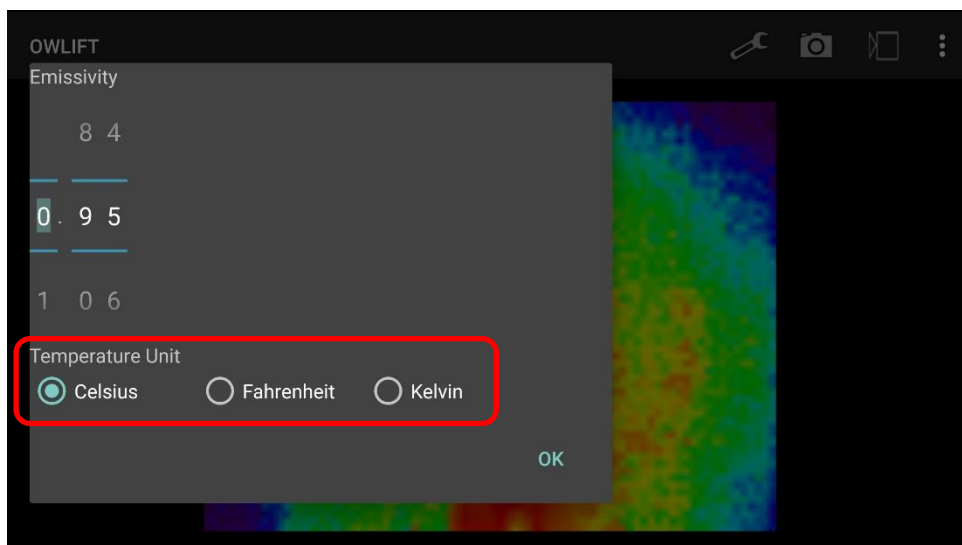 OWLIFT
Emissivity
8 4
0 . 9 5
1 0 6
Temperature Unit
Celsius Fahrenheit Kelvin
OK